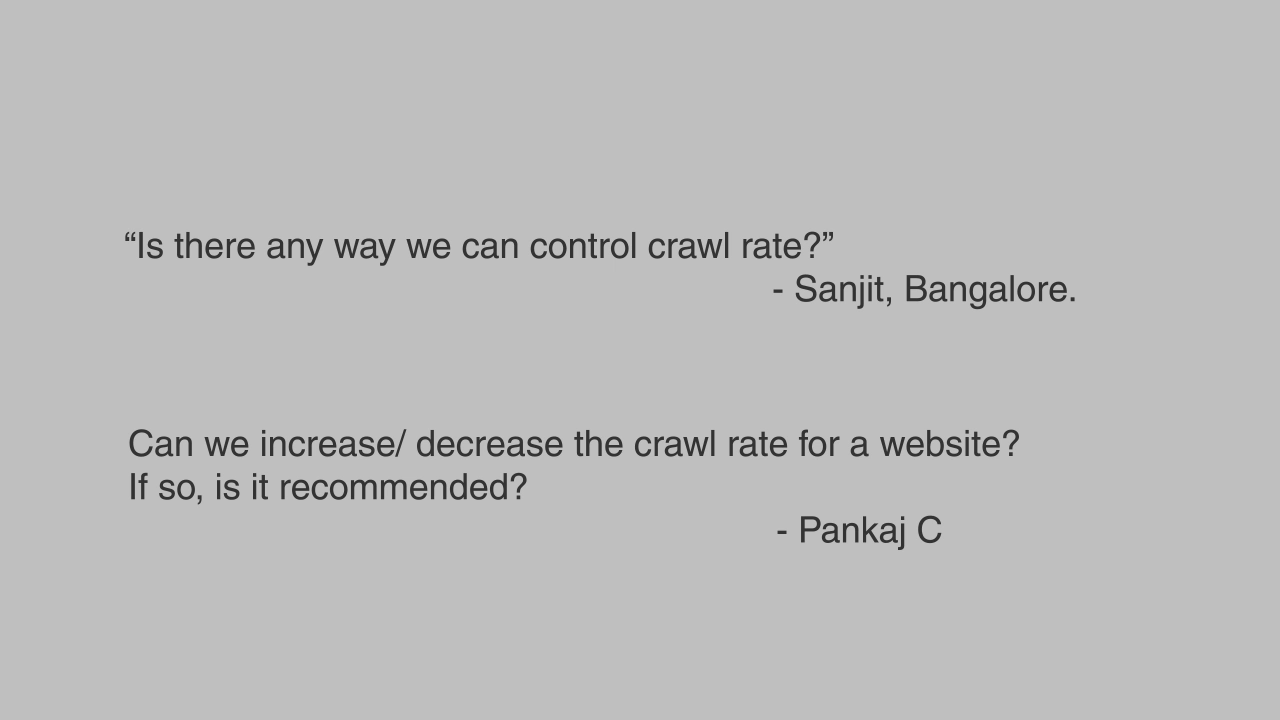 “Is there any way we can control crawl rate?”
- Sanjit, Bangalore.
Can we increase/ decrease the crawl rate for a website?
If so, is it recommended?
- Pankaj C